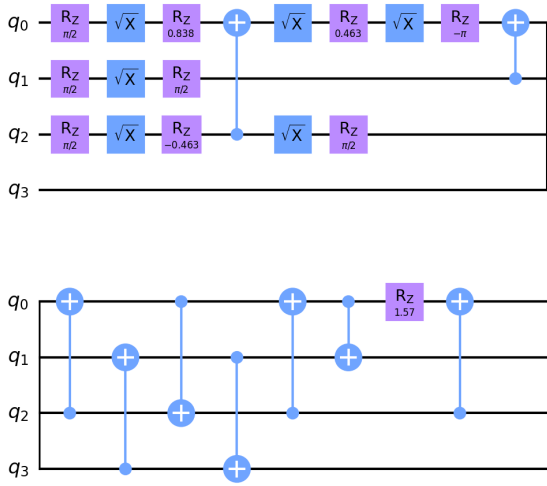 q0 RZ √X RZ √X RZ √X RZ
π/2 0.838 0.463 −π
q1 RZ √X RZ
π/2 π/2
q2 RZ √X RZ √X RZ
π/2 −0.463 π/2
q3
q0 RZ
1.57
q1
q2
q3